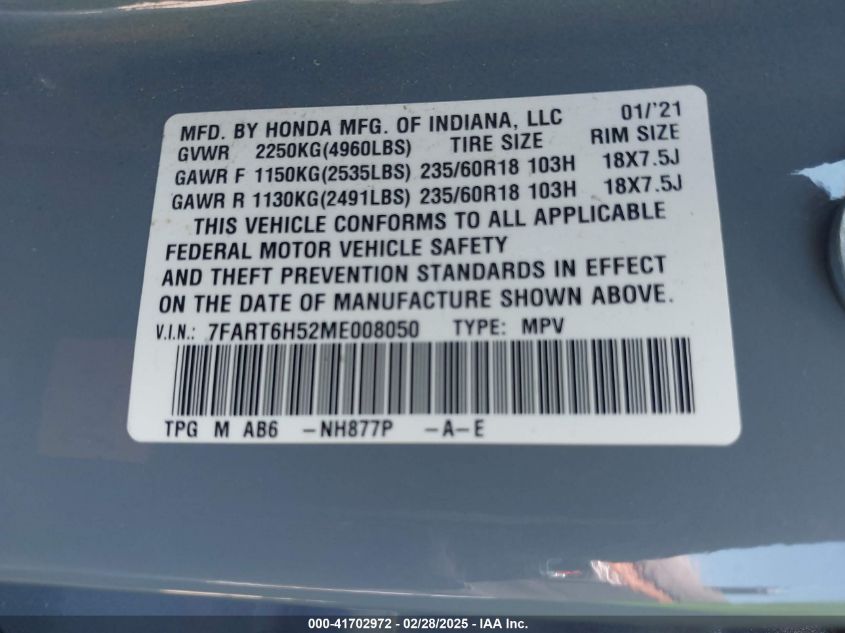 MFD. BY HONDA MFG. OF INDIANA, LLC 01/'21
GVWR 2250KG(4960LBS) TIRE SIZE RIM SIZE
GAWR F 1150KG(2535LBS) 235/60R18 103H 18X7.5J
GAWR R 1130KG(2491LBS) 235/60R18 103H 18X7.5J
THIS VEHICLE CONFORMS TO ALL APPLICABLE
FEDERAL MOTOR VEHICLE SAFETY
AND THEFT PREVENTION STANDARDS IN EFFECT
ON THE DATE OF MANUFACTURE SHOWN ABOVE.
V.I.N.: 7FART6H52ME008050 TYPE: MPV
TPG M AB6 -NH877P -A-E
000-41702972 / 02/28/2025 - IAA Inc.